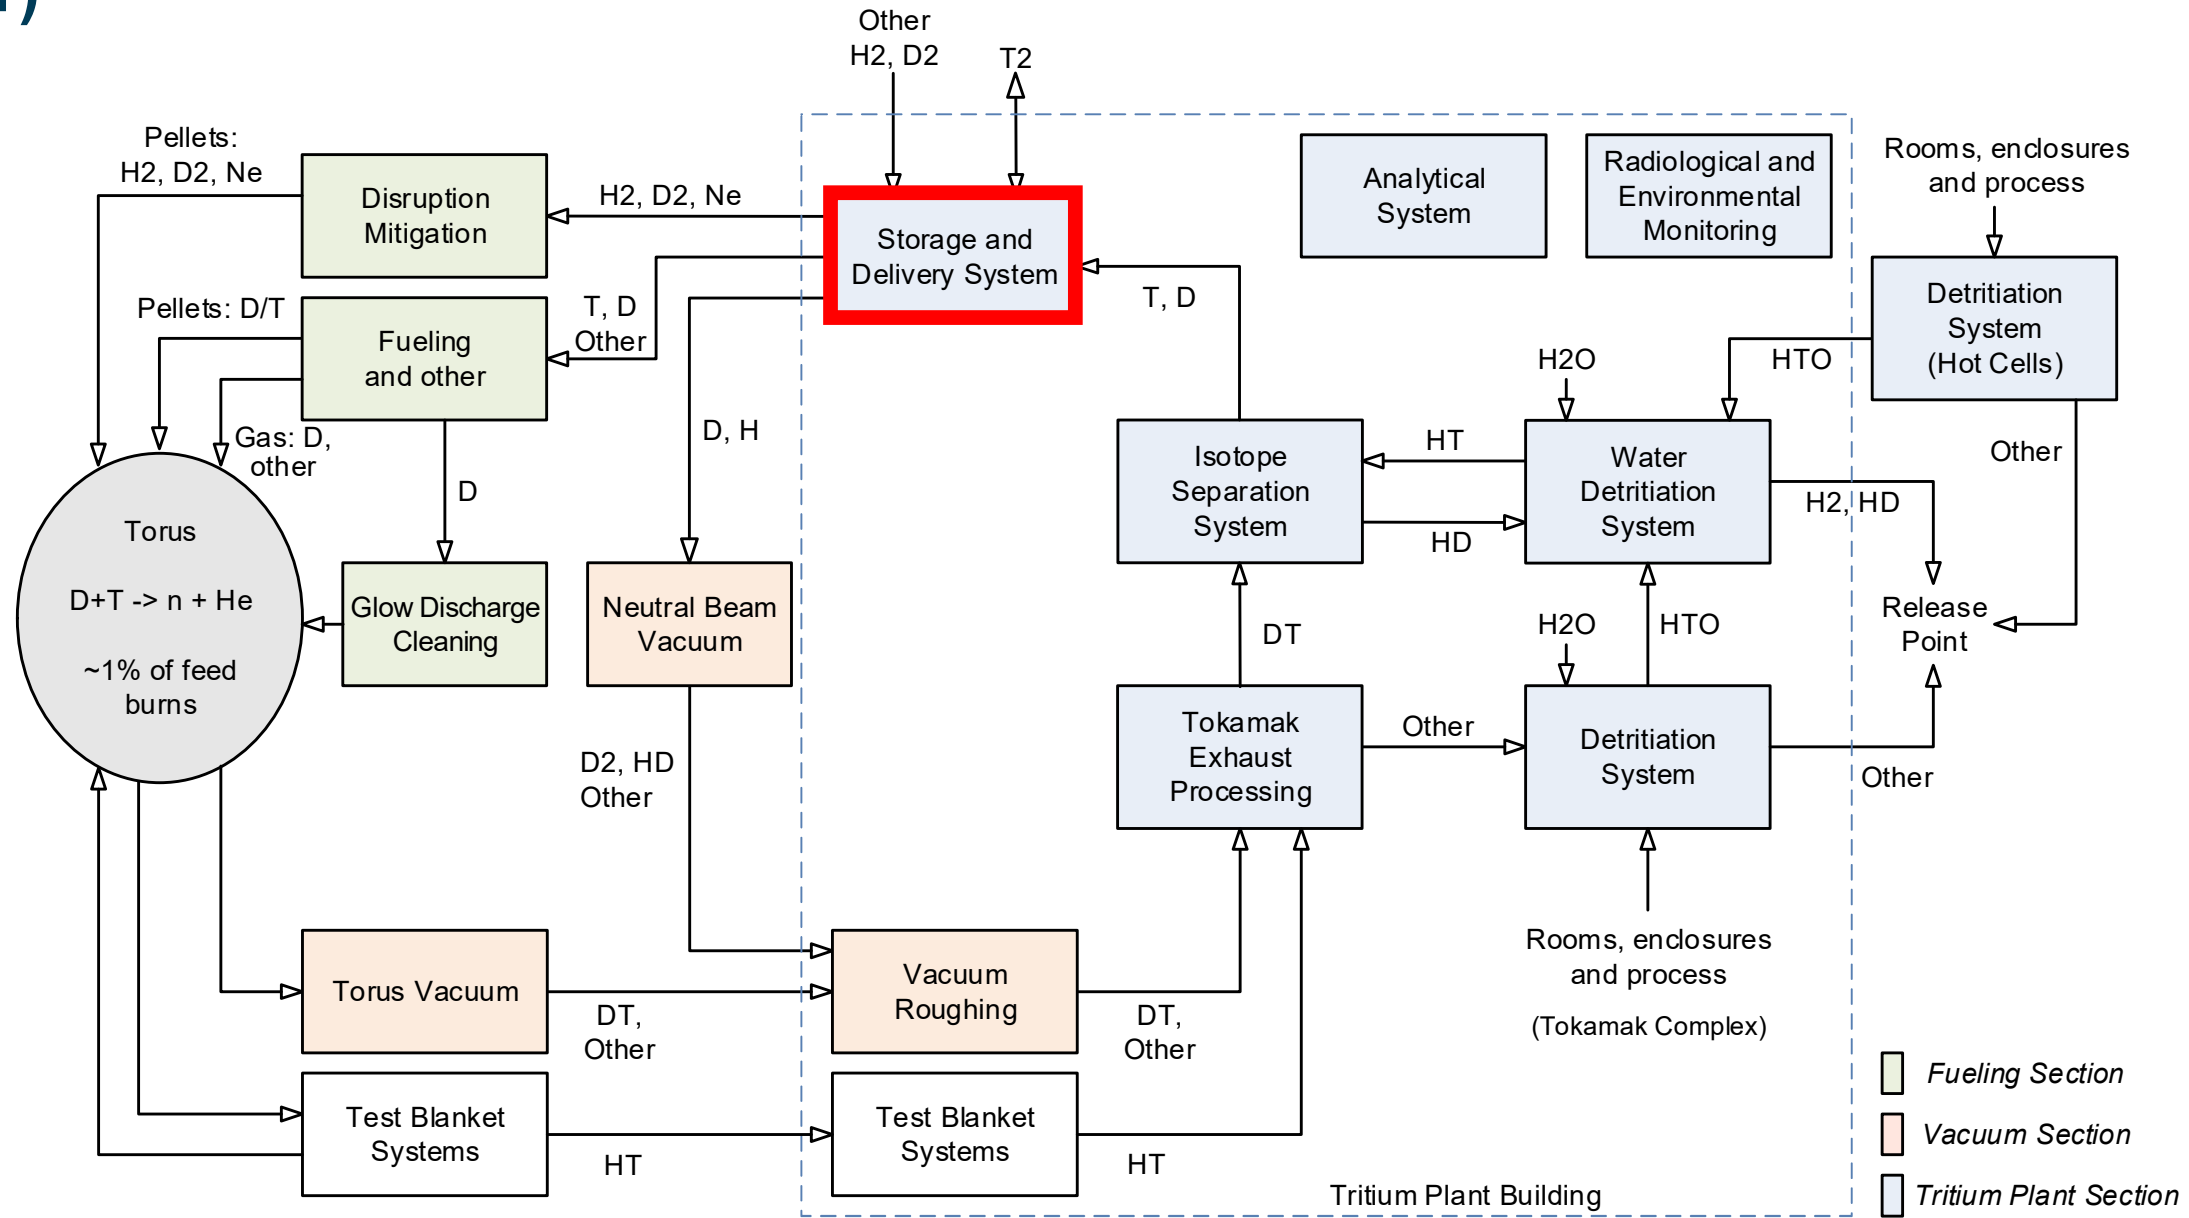 Other
H2, D2
T2
Pellets:
H2, D2, Ne
Disruption
Mitigation
H2, D2, Ne
Storage and
Delivery System
Analytical
System
Radiological and
Environmental
Monitoring
Rooms, enclosures
and process
Detritiation
System
(Hot Cells)
Pellets: D/T
Fueling
and other
T, D
Other
T, D
Gas: D,
other
D
D, H
H2O
HTO
Other
Isotope
Separation
System
HT
HD
Water
Detritiation
System
H2, HD
Torus
D+T -> n + He
~1% of feed
burns
Glow Discharge
Cleaning
Neutral Beam
Vacuum
DT
H2O
HTO
Release
Point
D2, HD
Other
Tokamak
Exhaust
Processing
Other
Detritiation
System
Other
Torus Vacuum
DT,
Other
Vacuum
Roughing
DT,
Other
Rooms, enclosures
and process
(Tokamak Complex)
Test Blanket
Systems
HT
Test Blanket
Systems
HT
Tritium Plant Building
Fueling Section
Vacuum Section
Tritium Plant Section